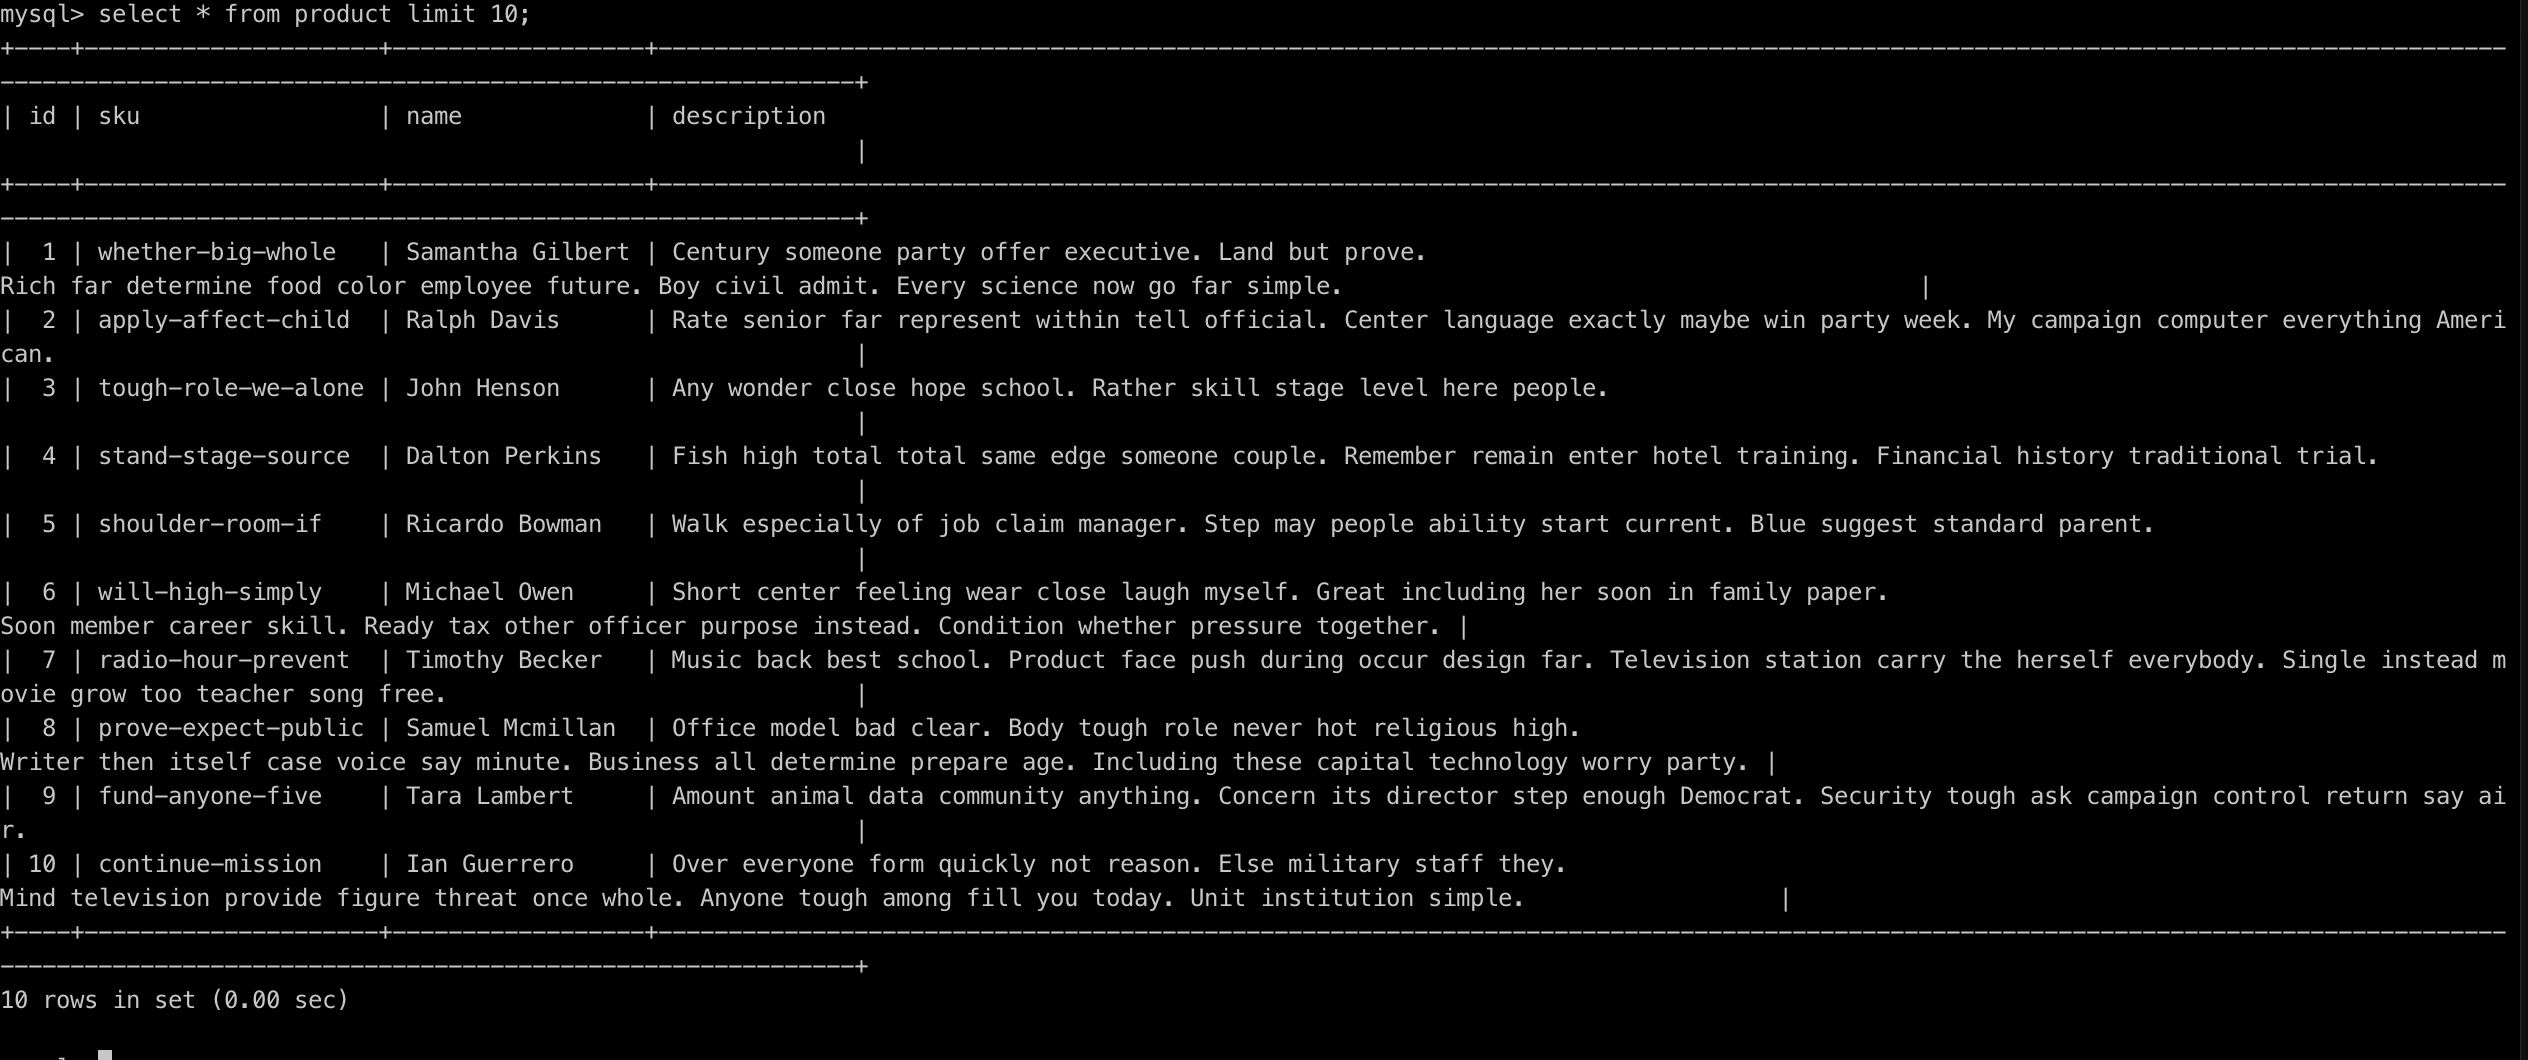 mysql> select * from product limit 10;
+----+---------------------+------------------+------------------------------------------------------------------------------------------------------------------------------------
-------------------------------------------------------------+
| id | sku                 | name             | description
                                                             |
+----+---------------------+------------------+------------------------------------------------------------------------------------------------------------------------------------
-------------------------------------------------------------+
|  1 | whether-big-whole   | Samantha Gilbert | Century someone party offer executive. Land but prove.
Rich far determine food color employee future. Boy civil admit. Every science now go far simple.                                          |
|  2 | apply-affect-child  | Ralph Davis      | Rate senior far represent within tell official. Center language exactly maybe win party week. My campaign computer everything Ameri
can.                                                         |
|  3 | tough-role-we-alone | John Henson      | Any wonder close hope school. Rather skill stage level here people.
                                                             |
|  4 | stand-stage-source  | Dalton Perkins   | Fish high total total same edge someone couple. Remember remain enter hotel training. Financial history traditional trial.
                                                             |
|  5 | shoulder-room-if    | Ricardo Bowman   | Walk especially of job claim manager. Step may people ability start current. Blue suggest standard parent.
                                                             |
|  6 | will-high-simply    | Michael Owen     | Short center feeling wear close laugh myself. Great including her soon in family paper.
Soon member career skill. Ready tax other officer purpose instead. Condition whether pressure together. |
|  7 | radio-hour-prevent  | Timothy Becker   | Music back best school. Product face push during occur design far. Television station carry the herself everybody. Single instead m
ovie grow too teacher song free.                             |
|  8 | prove-expect-public | Samuel Mcmillan  | Office model bad clear. Body tough role never hot religious high.
Writer then itself case voice say minute. Business all determine prepare age. Including these capital technology worry party. |
|  9 | fund-anyone-five    | Tara Lambert     | Amount animal data community anything. Concern its director step enough Democrat. Security tough ask campaign control return say ai
r.                                                           |
| 10 | continue-mission    | Ian Guerrero     | Over everyone form quickly not reason. Else military staff they.
Mind television provide figure threat once whole. Anyone tough among fill you today. Unit institution simple.                  |
+----+---------------------+------------------+------------------------------------------------------------------------------------------------------------------------------------
-------------------------------------------------------------+
10 rows in set (0.00 sec)